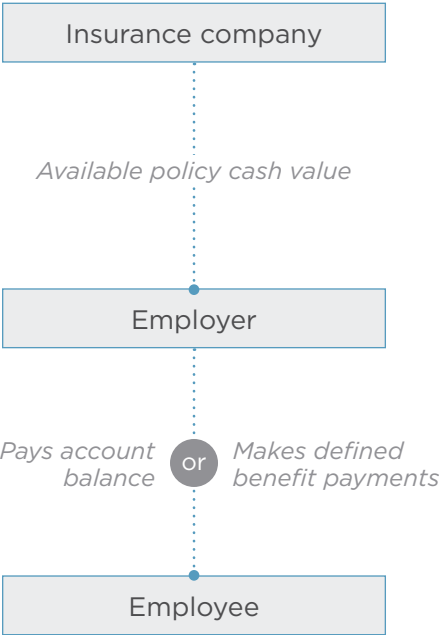 Insurance company
Available policy cash value
Employer
Pays account
balance
or
Makes defined
benefit payments
Employee